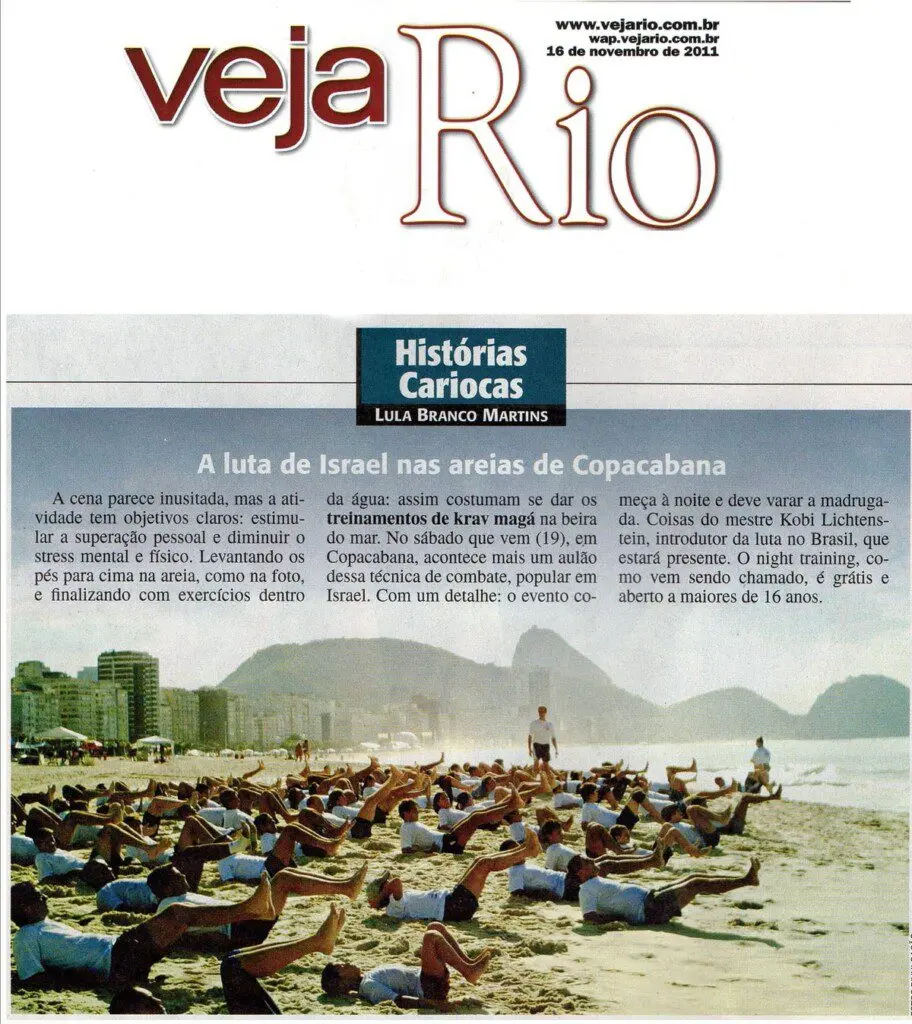 www.vejario.com.br
wap.vejario.com.br
16 de novembro de 2011
veja Rio
Histórias
Cariocas
LULA BRANCO MARTINS
A luta de Israel nas areias de Copacabana
A cena parece inusitada, mas a ati-
vidade tem objetivos claros: estimu-
lar a superação pessoal e diminuir o
stress mental e físico. Levantando os
pés para cima na areia, como na foto,
e finalizando com exercícios dentro
da água: assim costumam se dar os
treinamentos de krav magá na beira
do mar. No sábado que vem (19), em
Copacabana, acontece mais um aulão
dessa técnica de combate, popular em
Israel. Com um detalhe: o evento co-
meça à noite e deve varar a madruga-
da. Coisas do mestre Kobi Lichtens-
tein, introdutor da luta no Brasil, que
estará presente. O night training, co-
mo vem sendo chamado, é grátis e
aberto a maiores de 16 anos.